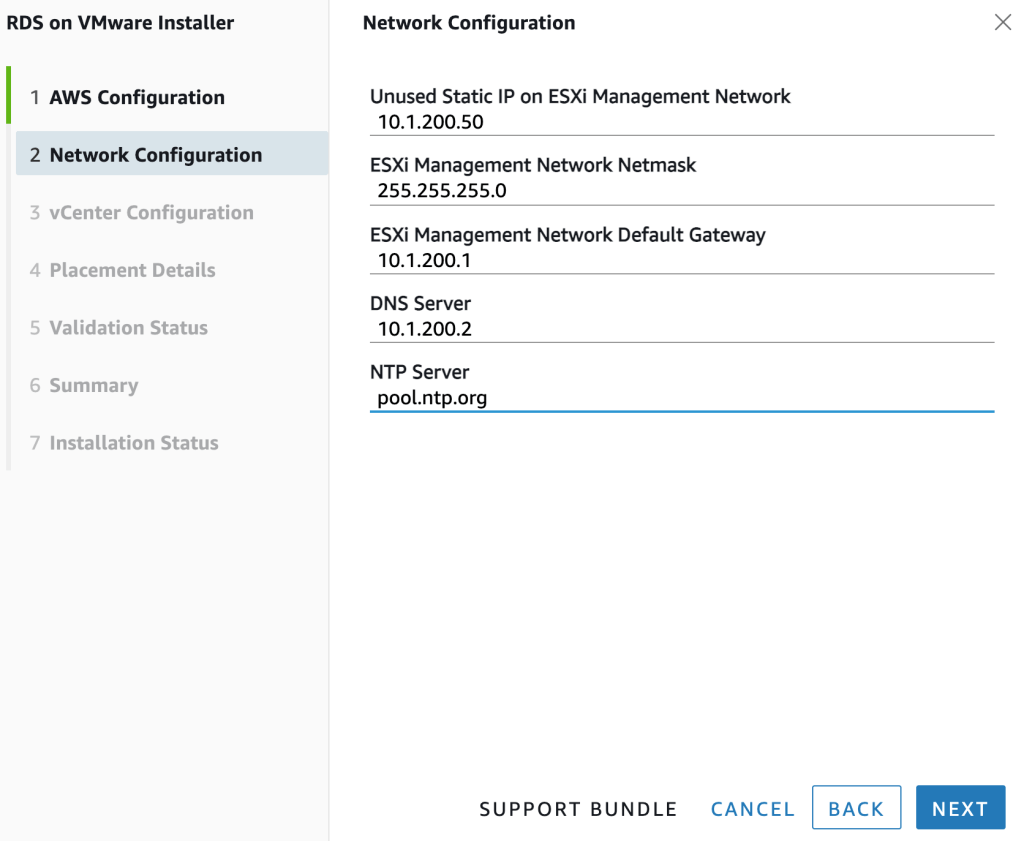 RDS on VMware Installer
1 AWS Configuration
2 Network Configuration
3 vCenter Configuration
4 Placement Details
5 Validation Status
6 Summary
7 Installation Status
Network Configuration
Unused Static IP on ESXi Management Network
10.1.200.50
ESXi Management Network Netmask
255.255.255.0
ESXi Management Network Default Gateway
10.1.200.1
DNS Server
10.1.200.2
NTP Server
pool.ntp.org
SUPPORT BUNDLE CANCEL BACK NEXT